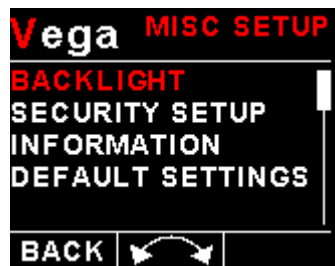 Vega MISC SETUP
BACKLIGHT
SECURITY SETUP
INFORMATION
DEFAULT SETTINGS
BACK